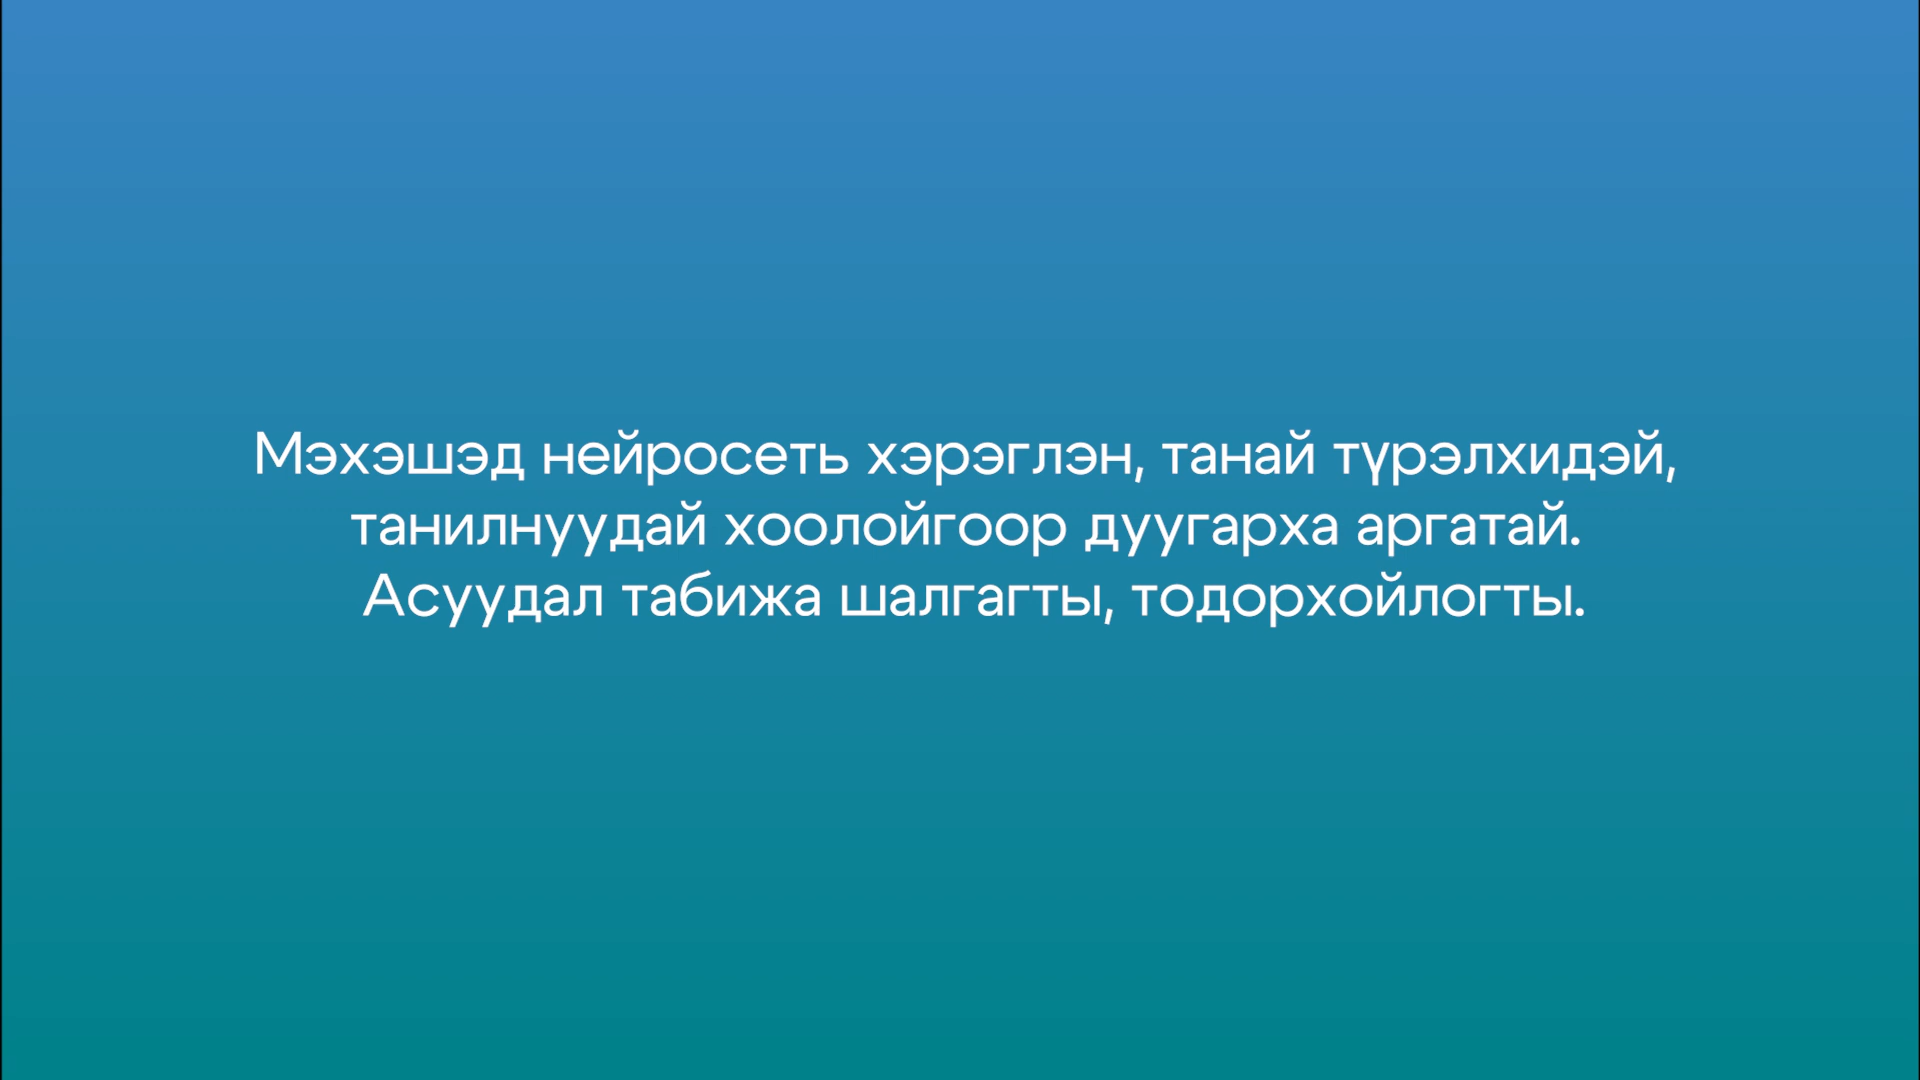 Мэхэшэд нейросеть хэрэглэн, танай түрэлхидэй,
танилнуудай хоолойгоор дуугарха аргатай.
Асуудал табижа шалгагты, тодорхойлогты.